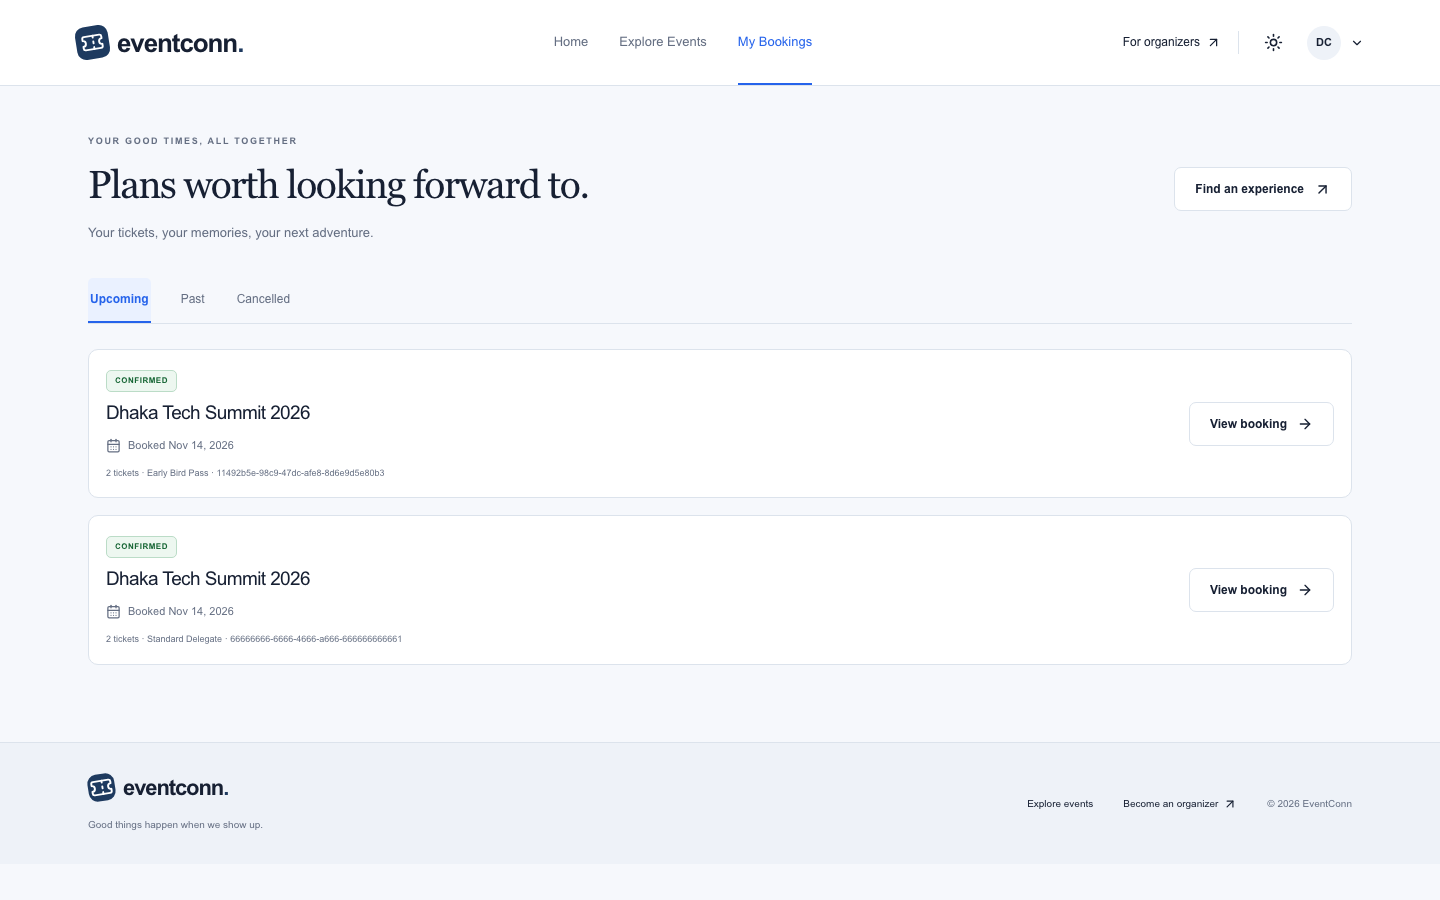 eventconn.
Home
Explore Events
My Bookings
For organizers
DC
YOUR GOOD TIMES, ALL TOGETHER
Plans worth looking forward to.
Find an experience
Your tickets, your memories, your next adventure.
Upcoming
Past
Cancelled
CONFIRMED
Dhaka Tech Summit 2026
Booked Nov 14, 2026
2 tickets · Early Bird Pass · 11492b5e-98c9-47dc-afe8-8d6e9d5e80b3
View booking
CONFIRMED
Dhaka Tech Summit 2026
Booked Nov 14, 2026
2 tickets · Standard Delegate · 66666666-6666-4666-a666-666666666661
View booking
eventconn.
Good things happen when we show up.
Explore events
Become an organizer
© 2026 EventConn